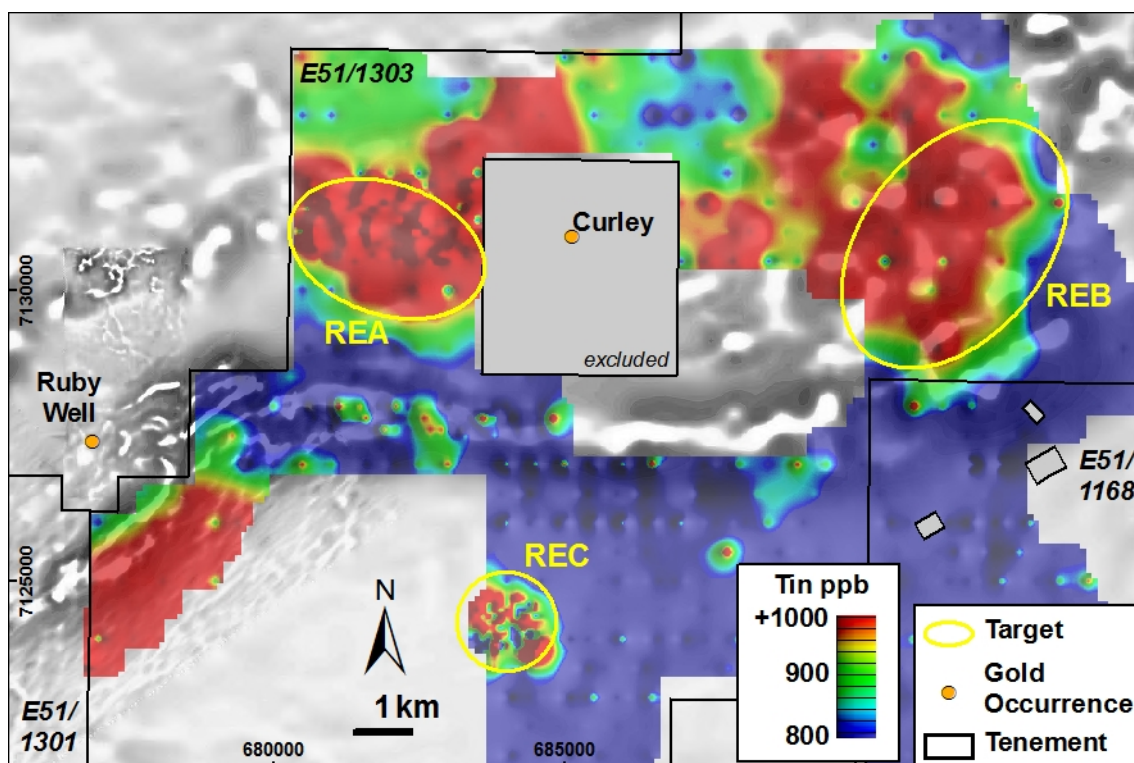 E51/1303
Curley
REA
REB
excluded
7130000
Ruby
Well
E51/
1168
7125000
REC
N
1 km
E51/
1301
680000
685000
Tin ppb
+1000
900
800
Target
Gold
Occurrence
Tenement